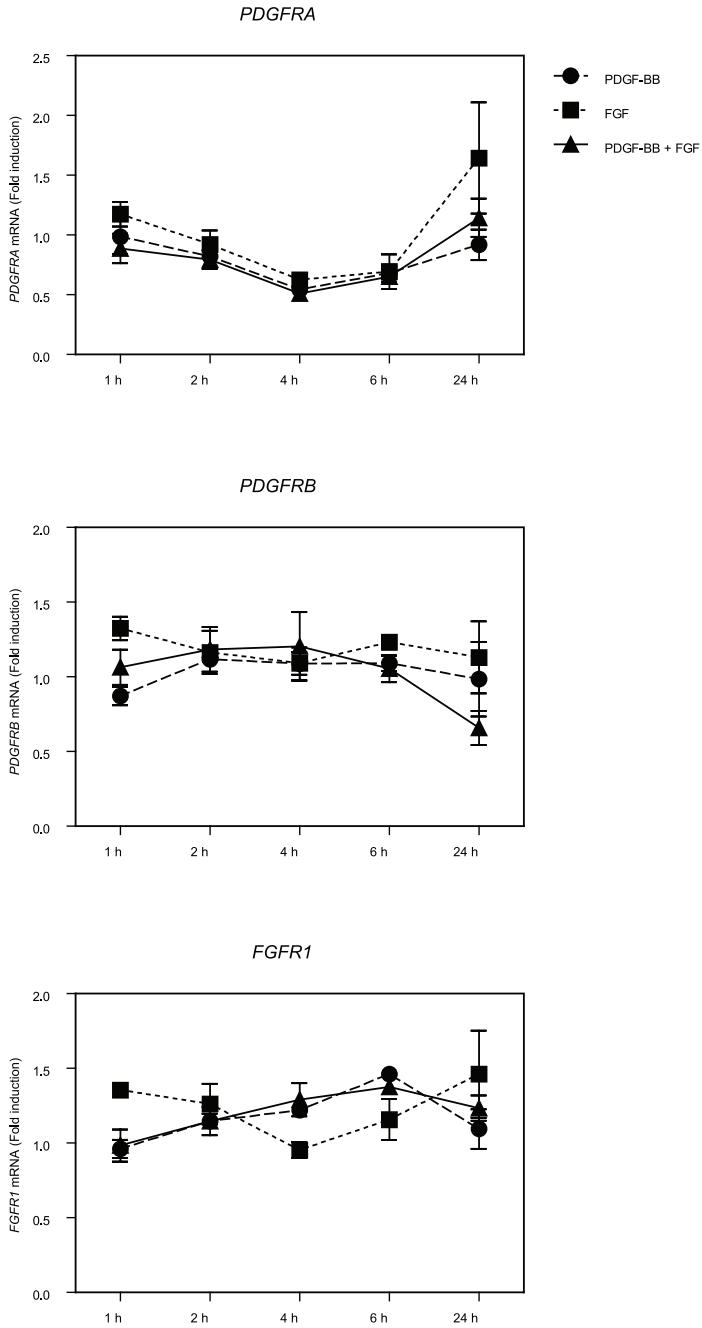 PDGFRA
2.5
2.0
1.5
1.0
0.5
0.0
PDGFRA mRNA (Fold induction)
1 h 2 h 4 h 6 h 24 h
PDGF-BB
FGF
PDGF-BB + FGF
PDGFRB
2.0
1.5
1.0
0.5
0.0
PDGFRB mRNA (Fold induction)
1 h 2 h 4 h 6 h 24 h
FGFR1
2.0
1.5
1.0
0.5
0.0
FGFR1 mRNA (Fold induction)
1 h 2 h 4 h 6 h 24 h